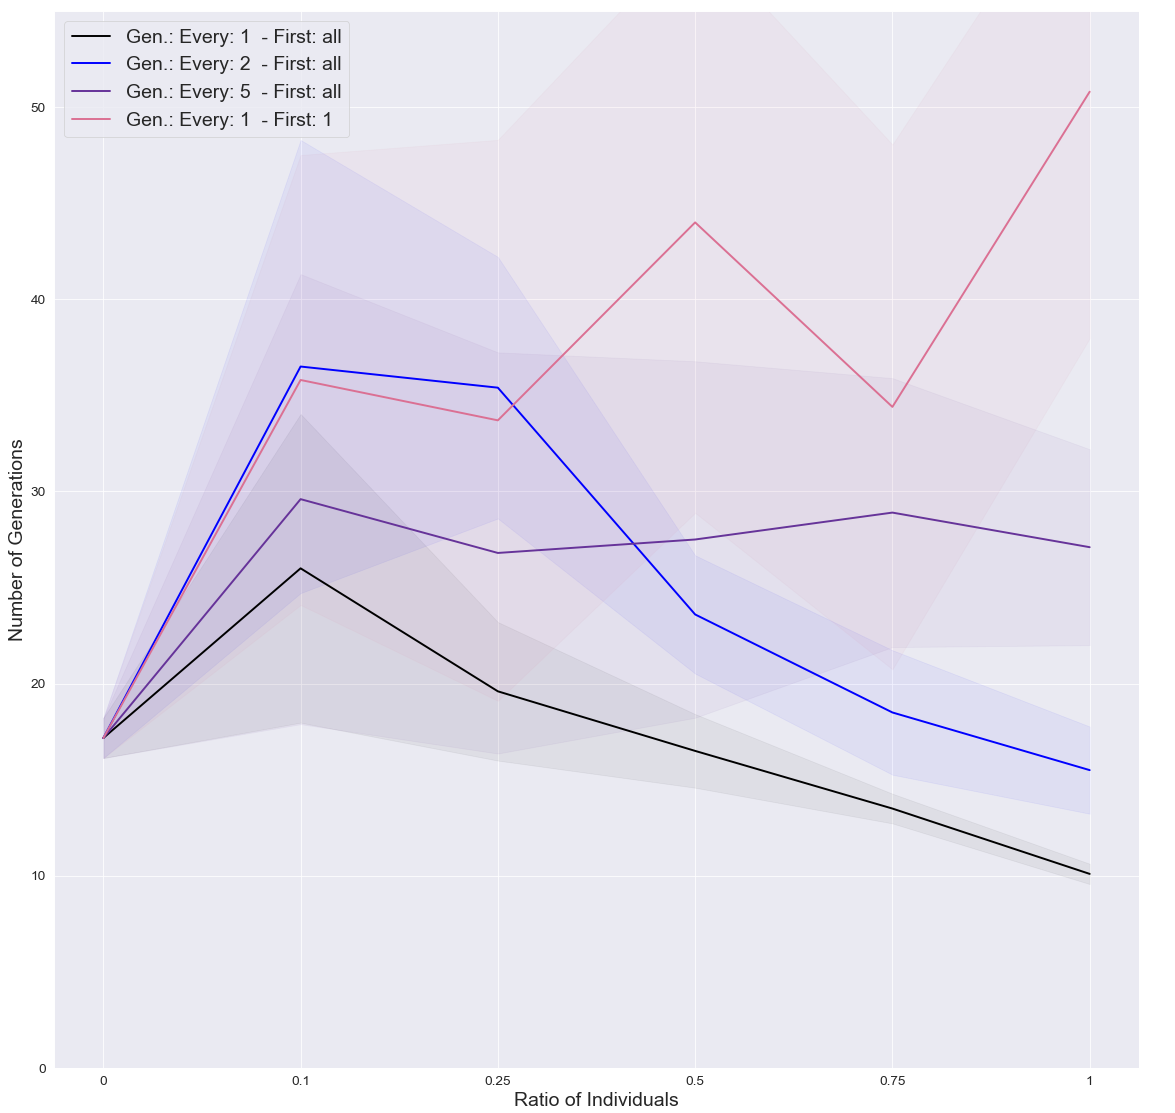 Gen.: Every: 1  - First: all
Gen.: Every: 2  - First: all
Gen.: Every: 5  - First: all
Gen.: Every: 1  - First: 1
50
40
30
20
10
0
Number of Generations
0 0.1 0.25 0.5 0.75 1
Ratio of Individuals